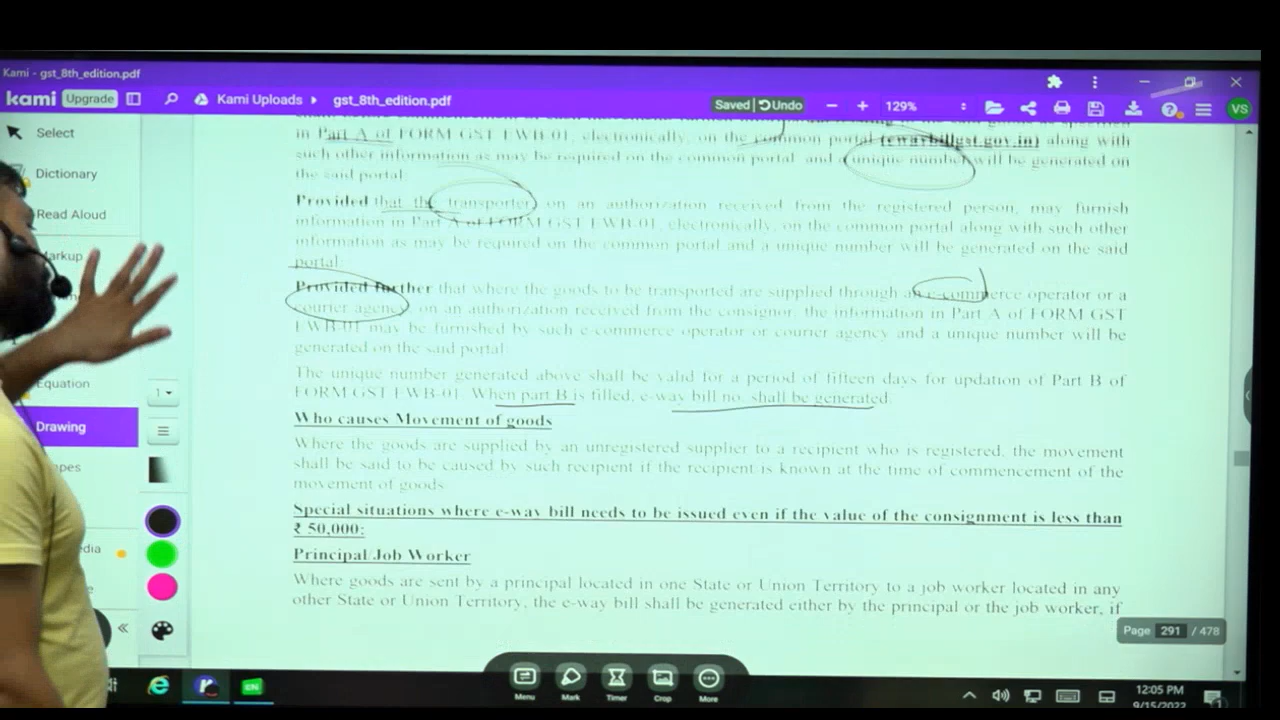 Kami - gst_8th_edition.pdf
kami Upgrade Kami Uploads gst_8th_edition.pdf Saved Undo 129% VS
Select
Dictionary
Read Aloud
arkup
Equation
Drawing
1
in Part A of FORM GST EWB-01, electronically, on the common portal (ewaybillgst.gov.in) along with
such other information as may be required on the common portal and a unique number will be generated on
the said portal
Provided that the transporter, on an authorization received from the registered person, may furnish
information in Part A of FORM GST EWB-01, electronically, on the common portal along with such other
information as may be required on the common portal and a unique number will be generated on the said
portal:
Provided further that where the goods to be transported are supplied through an e-commerce operator or a
courier agency, on an authorization received from the consignor, the information in Part A of FORM GST
EWB-01 may be furnished by such e-commerce operator or courier agency and a unique number will be
generated on the said portal
The unique number generated above shall be valid for a period of fifteen days for updation of Part B of
FORM GST EWB-01. When part B is filled, e-way bill no. shall be generated.
Who causes Movement of goods
Where the goods are supplied by an unregistered supplier to a recipient who is registered, the movement
shall be said to be caused by such recipient if the recipient is known at the time of commencement of the
movement of goods
Special situations where e-way bill needs to be issued even if the value of the consignment is less than
₹ 50,000:
Principal/Job Worker
Where goods are sent by a principal located in one State or Union Territory to a job worker located in any
other State or Union Territory, the e-way bill shall be generated either by the principal or the job worker, if
Page 291 / 478
Menu Mark Timer Crop More
EN
12:05 PM
9/15/2022